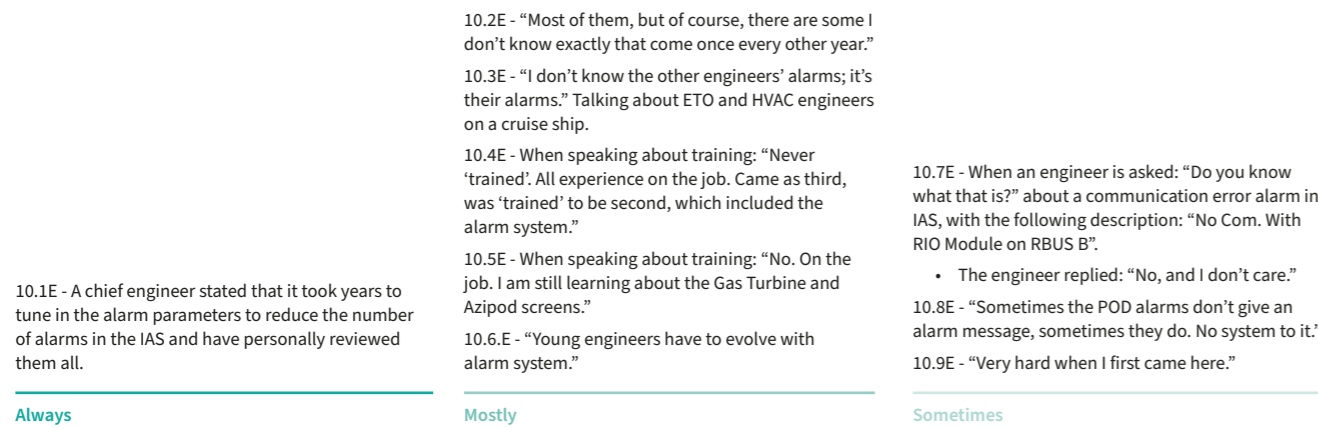 10.1E - A chief engineer stated that it took years to
tune in the alarm parameters to reduce the number
of alarms in the IAS and have personally reviewed
them all.
Always
10.2E - “Most of them, but of course, there are some I
don’t know exactly that come once every other year.”
10.3E - “I don’t know the other engineers’ alarms; it’s
their alarms.” Talking about ETO and HVAC engineers
on a cruise ship.
10.4E - When speaking about training: “Never
‘trained’. All experience on the job. Came as third,
was ‘trained’ to be second, which included the
alarm system.”
10.5E - When speaking about training: “No. On the
job. I am still learning about the Gas Turbine and
Azipod screens.”
10.6.E - “Young engineers have to evolve with
alarm system.”
Mostly
10.7E - When an engineer is asked: “Do you know
what that is?” about a communication error alarm in
IAS, with the following description: “No Com. With
RIO Module on RBUS B”.
• The engineer replied: “No, and I don’t care.”
10.8E - “Sometimes the POD alarms don’t give an
alarm message, sometimes they do. No system to it.”
10.9E - “Very hard when I first came here.”
Sometimes